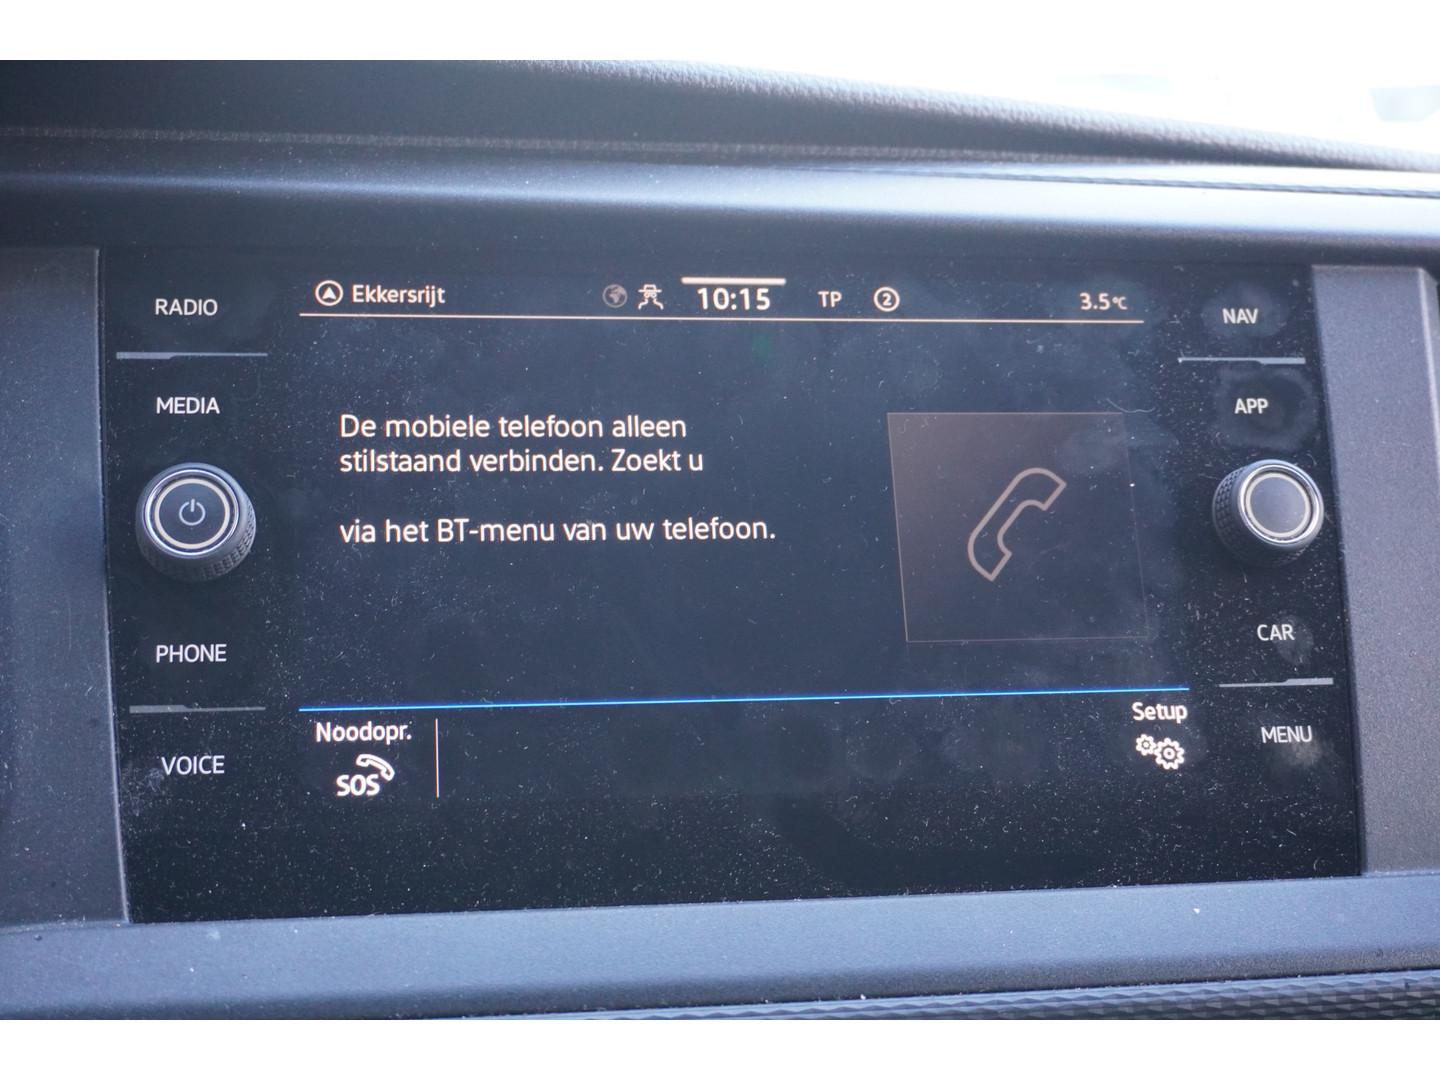 RADIO
MEDIA
PHONE
VOICE
Ekkersrijt
10:15
TP
2
3.5°C
De mobiele telefoon alleen
stilstaand verbinden. Zoekt u
via het BT-menu van uw telefoon.
Noodopr.
SOS
Setup
NAV
APP
CAR
MENU